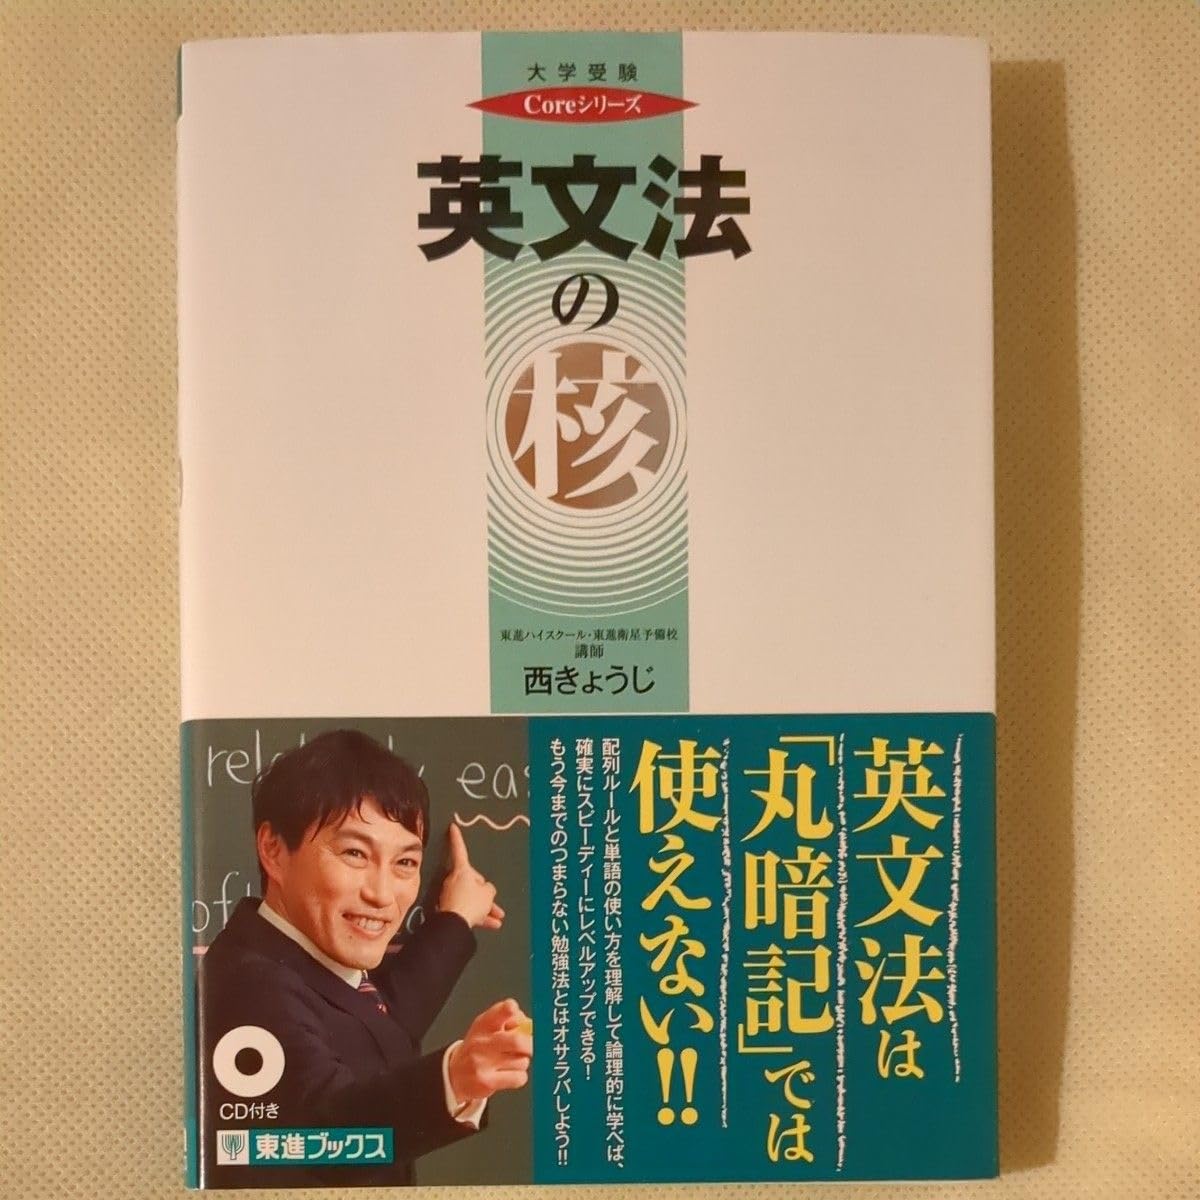 大学受験
Coreシリーズ
英文法
の
核
東進ハイスクール・東進衛星予備校
講師
西きょうじ
英文法は
「丸暗記」では
使えない!!
配列ルールと単語の使い方を理解して論理的に学べば、
確実にスピーディーにレベルアップできる!
もう今までのつまらない勉強法とはオサラバしよう!!
CD付き
東進ブックス